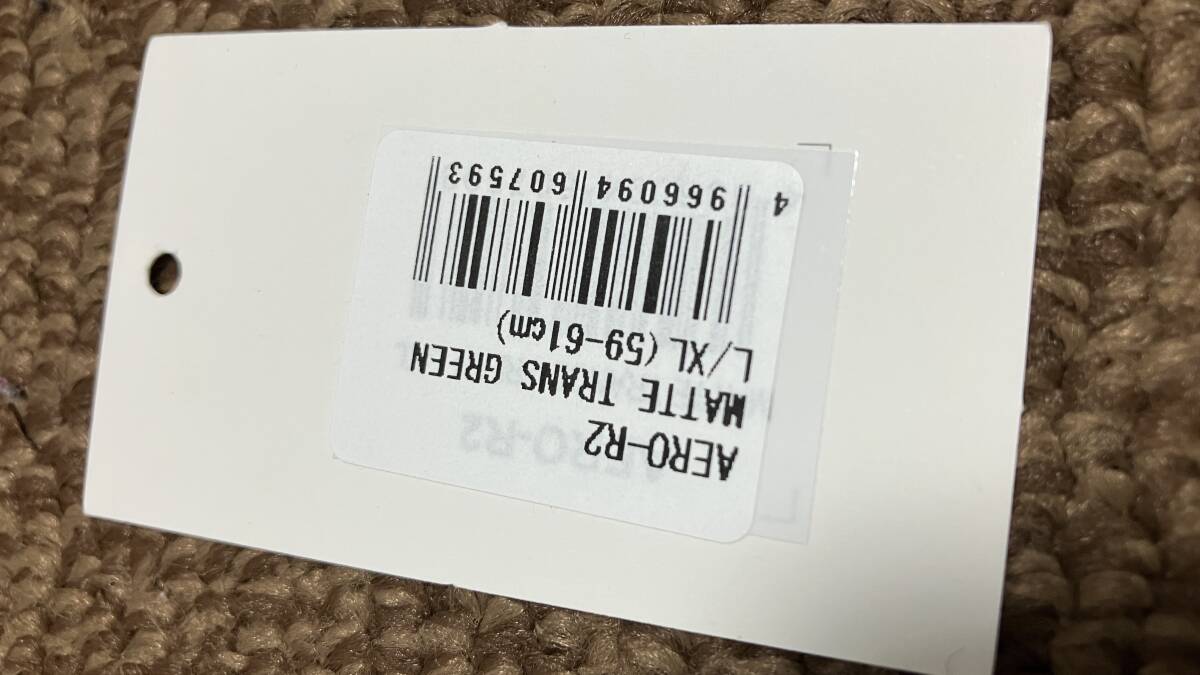 AERO-R2
MATTE TRANS GREEN
L/XL (59-61cm)
4 966094 607593